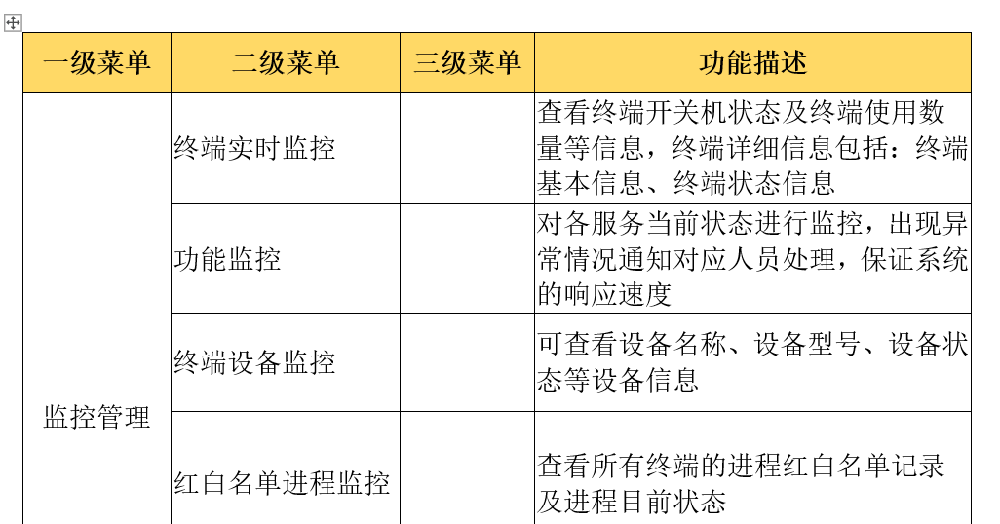 一级菜单 二级菜单 三级菜单 功能描述
终端实时监控
查看终端开关机状态及终端使用数
量等信息，终端详细信息包括：终端
基本信息、终端状态信息
功能监控
对各服务当前状态进行监控，出现异
常情况通知对应人员处理，保证系统
的响应速度
终端设备监控
可查看设备名称、设备型号、设备状
态等设备信息
监控管理
红白名单进程监控
查看所有终端的进程红白名单记录
及进程目前状态